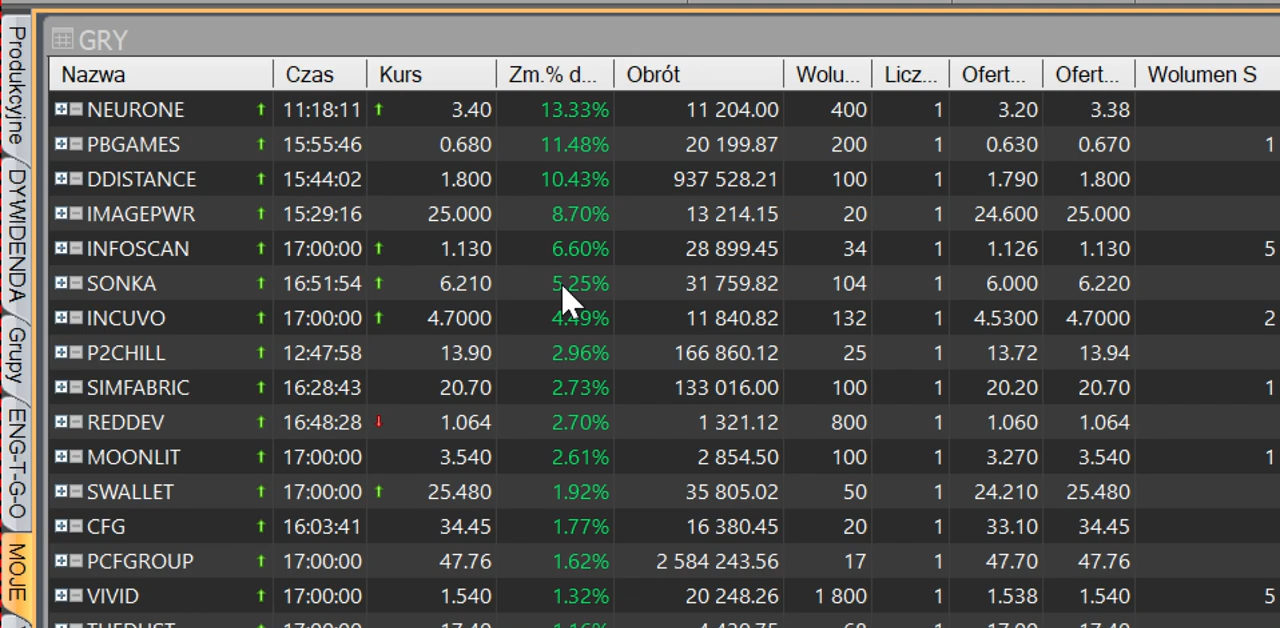 GRY
Nazwa Czas Kurs Zm.% d... Obrót Wolu... Licz... Ofert... Ofert... Wolumen S
NEURONE 11:18:11 3.40 13.33% 11 204.00 400 1 3.20 3.38
PBGAMES 15:55:46 0.680 11.48% 20 199.87 200 1 0.630 0.670 1
DDISTANCE 15:44:02 1.800 10.43% 937 528.21 100 1 1.790 1.800
IMAGEPWR 15:29:16 25.000 8.70% 13 214.15 20 1 24.600 25.000
INFOSCAN 17:00:00 1.130 6.60% 28 899.45 34 1 1.126 1.130 5
SONKA 16:51:54 6.210 5.25% 31 759.82 104 1 6.000 6.220
INCUVO 17:00:00 4.7000 4.49% 11 840.82 132 1 4.5300 4.7000 2
P2CHILL 12:47:58 13.90 2.96% 166 860.12 25 1 13.72 13.94
SIMFABRIC 16:28:43 20.70 2.73% 133 016.00 100 1 20.20 20.70 1
REDDEV 16:48:28 1.064 2.70% 1 321.12 800 1 1.060 1.064
MOONLIT 17:00:00 3.540 2.61% 2 854.50 100 1 3.270 3.540 1
SWALLET 17:00:00 25.480 1.92% 35 805.02 50 1 24.210 25.480
CFG 16:03:41 34.45 1.77% 16 380.45 20 1 33.10 34.45
PCFGROUP 17:00:00 47.76 1.62% 2 584 243.56 17 1 47.70 47.76
VIVID 17:00:00 1.540 1.32% 20 248.26 1 800 1 1.538 1.540 5
Produkcyjne
DYWIDENDA
Grupy
ENG-T-G-O
MOJE